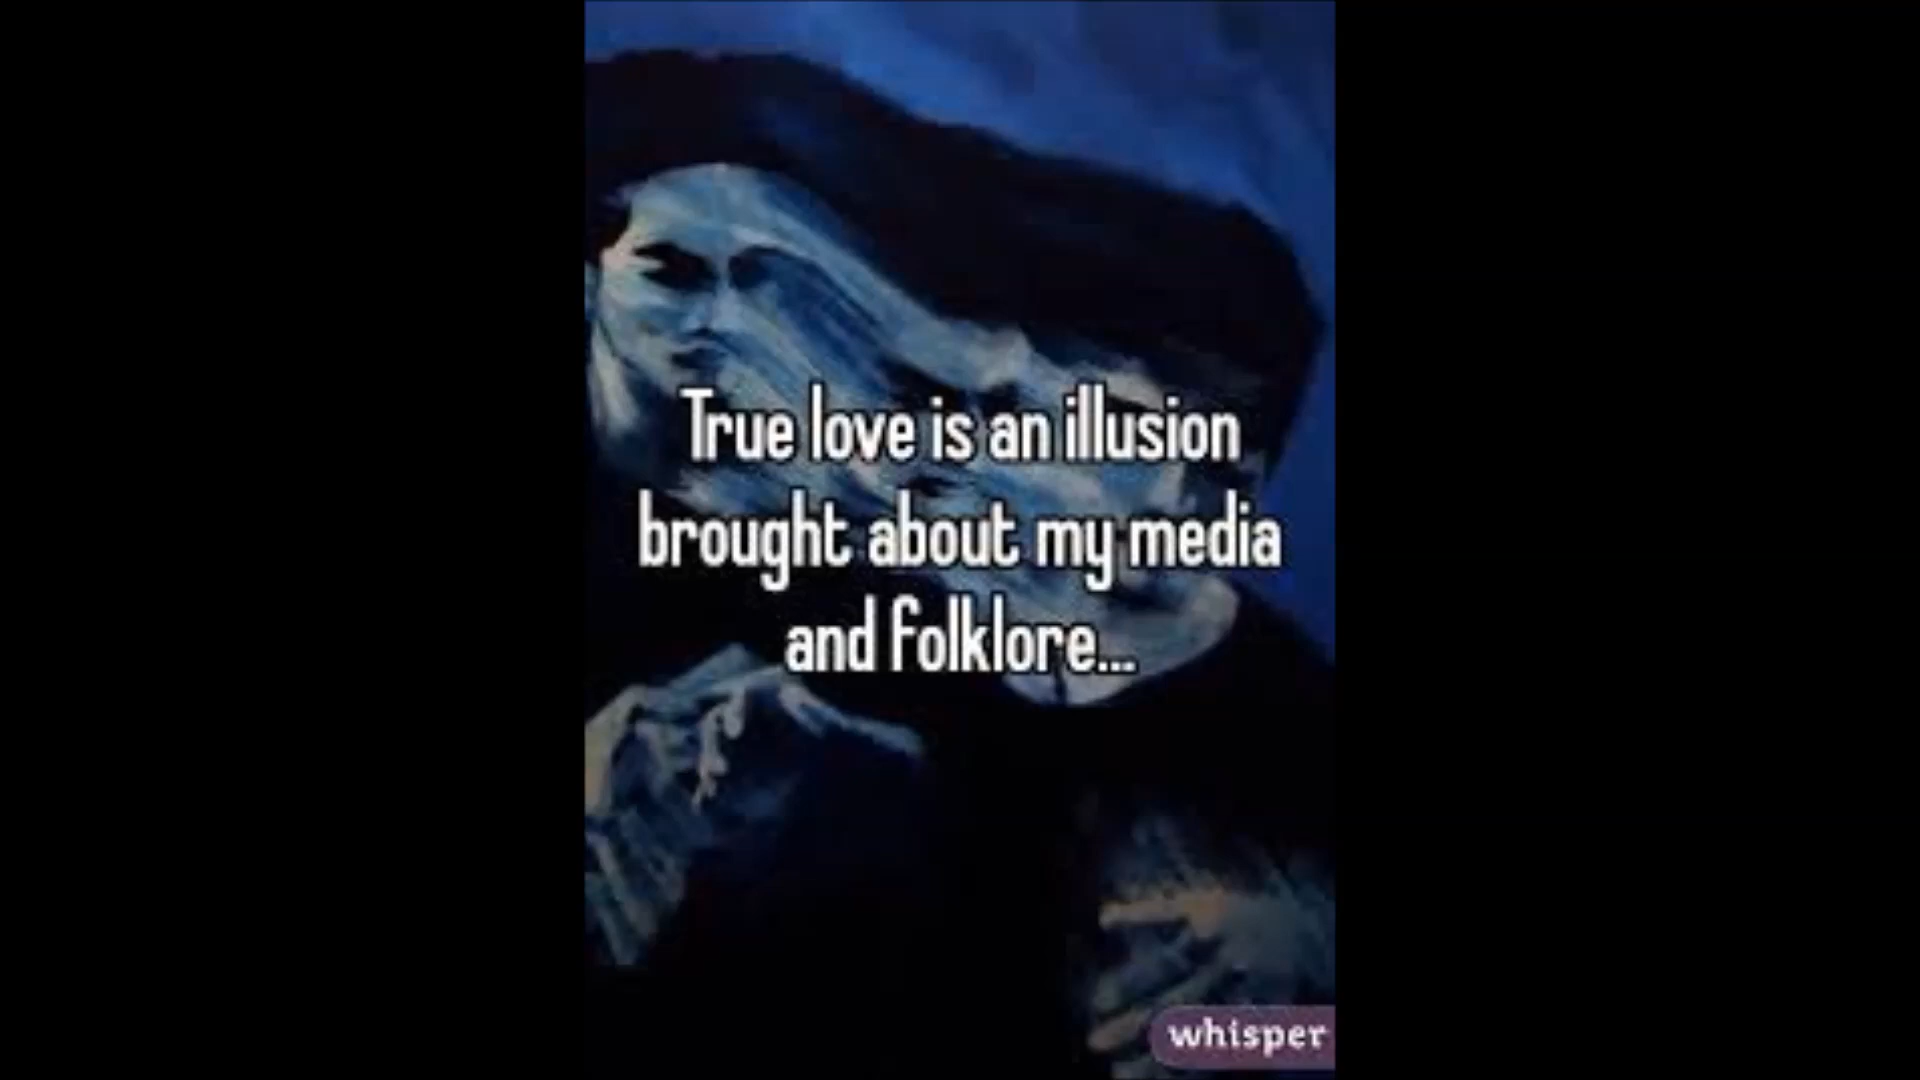 True love is an illusion
brought about my media
and folklore...
whisper